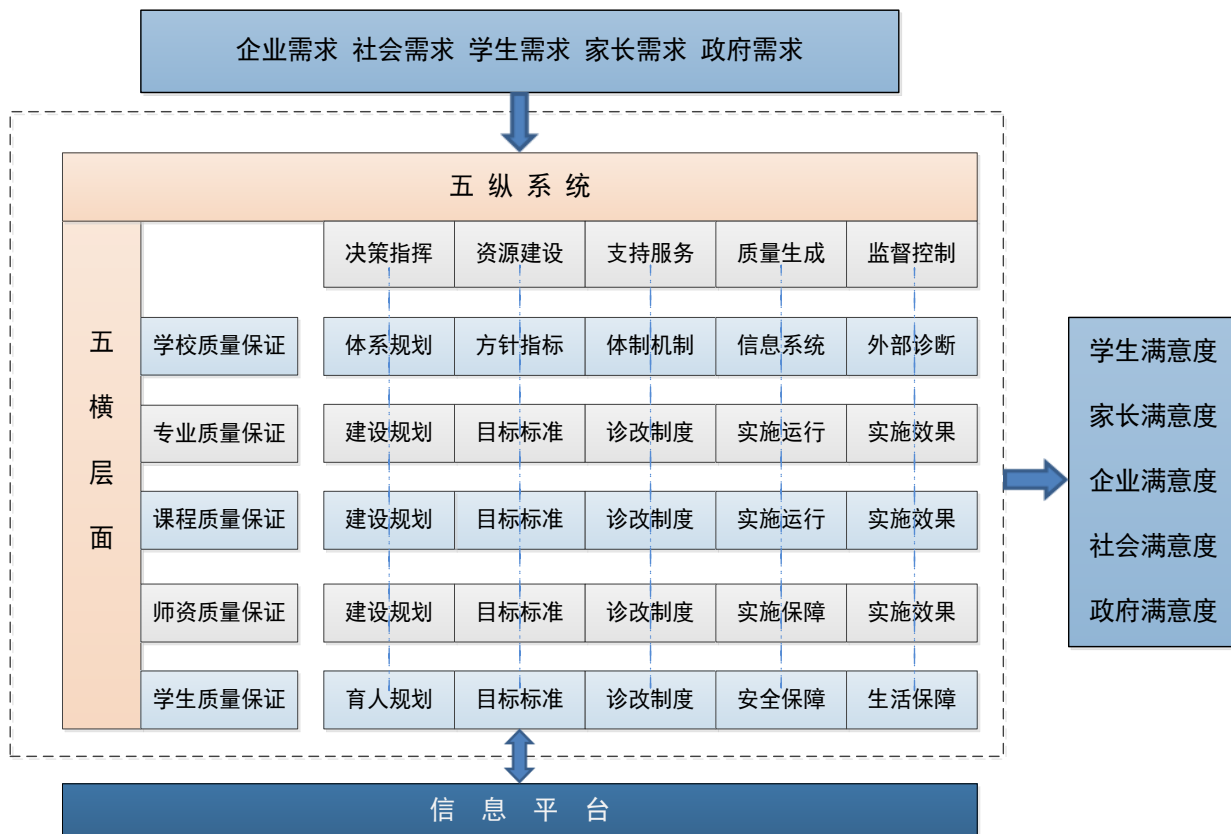 企业需求 社会需求 学生需求 家长需求 政府需求
五 纵 系 统
决策指挥 资源建设 支持服务 质量生成 监督控制
五横层面
学校质量保证 体系规划 方针指标 体制机制 信息系统 外部诊断
专业质量保证 建设规划 目标标准 诊改制度 实施运行 实施效果
课程质量保证 建设规划 目标标准 诊改制度 实施运行 实施效果
师资质量保证 建设规划 目标标准 诊改制度 实施保障 实施效果
学生质量保证 育人规划 目标标准 诊改制度 安全保障 生活保障
学生满意度
家长满意度
企业满意度
社会满意度
政府满意度
信 息 平 台